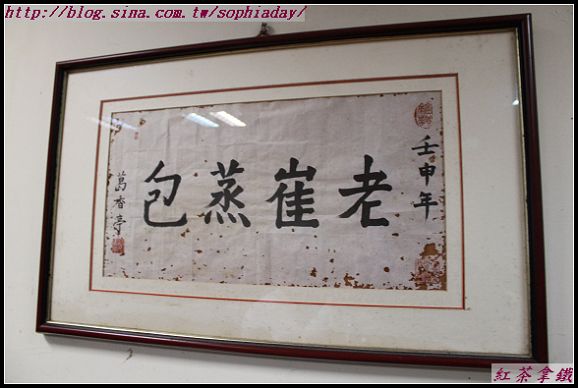 http://blog.sina.com.tw/sophiaday/
壬申年
老崔蒸包
葛香亭
紅茶拿鐵